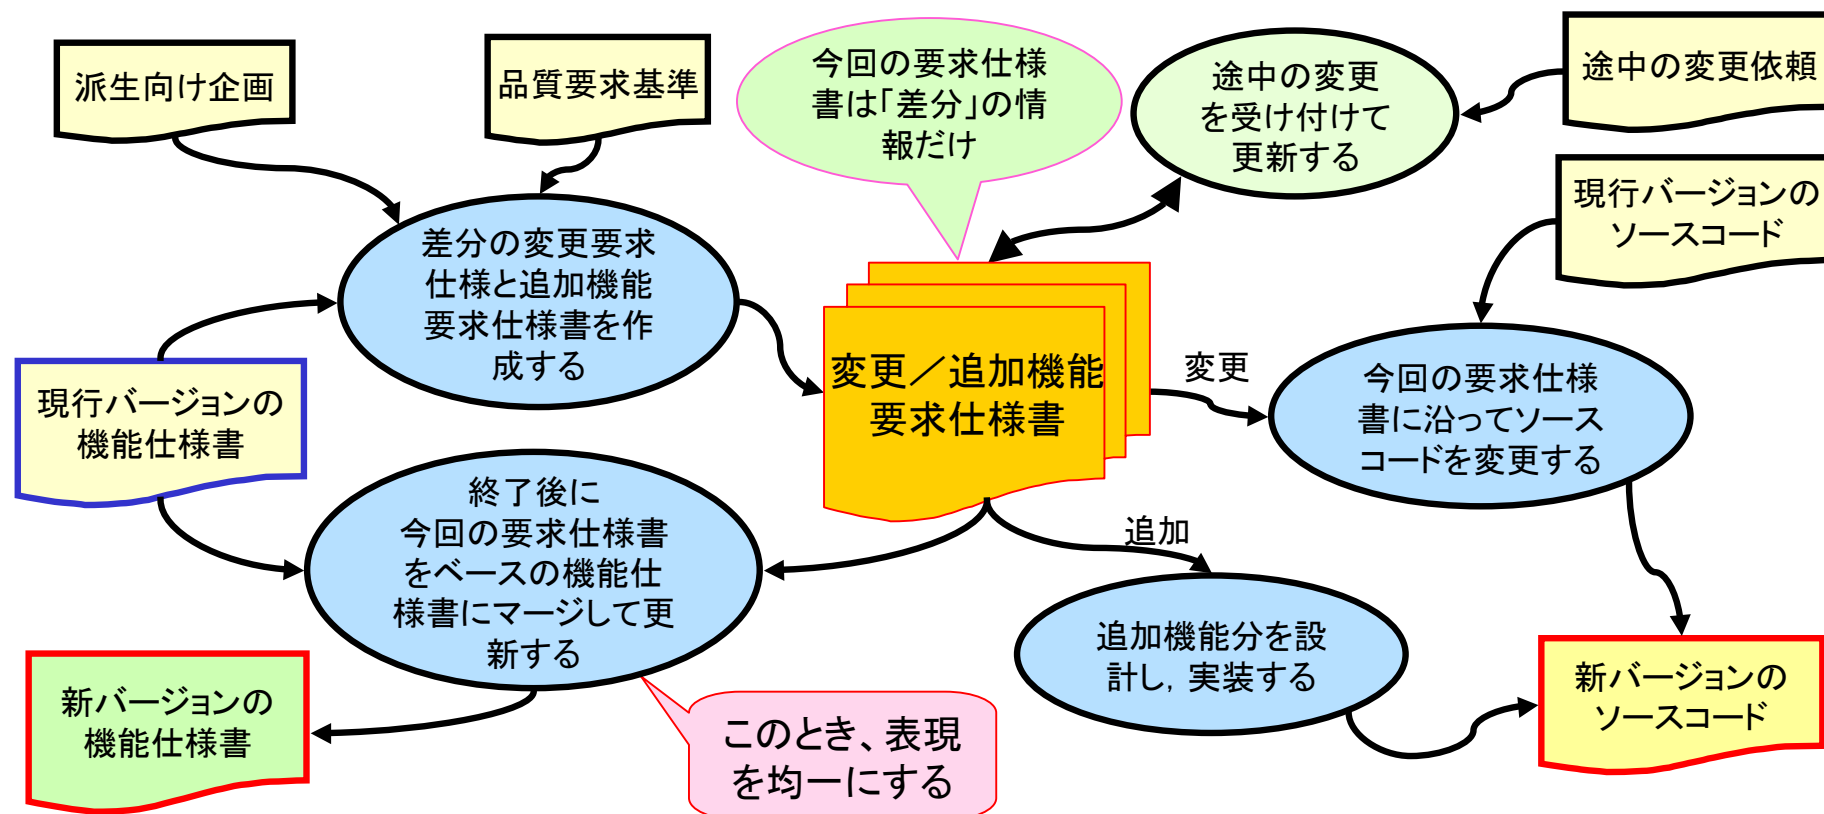 派生向け企画
品質要求基準
今回の要求仕様
書は「差分」の情
報だけ
途中の変更
を受け付けて
更新する
途中の変更依頼
現行バージョンの
ソースコード
差分の変更要求
仕様と追加機能
要求仕様書を作
成する
現行バージョンの
機能仕様書
変更／追加機能
要求仕様書
変更
今回の要求仕様
書に沿ってソース
コードを変更する
終了後に
今回の要求仕様書
をベースの機能仕
様書にマージして更
新する
追加
追加機能分を設
計し，実装する
新バージョンの
機能仕様書
このとき、表現
を均一にする
新バージョンの
ソースコード